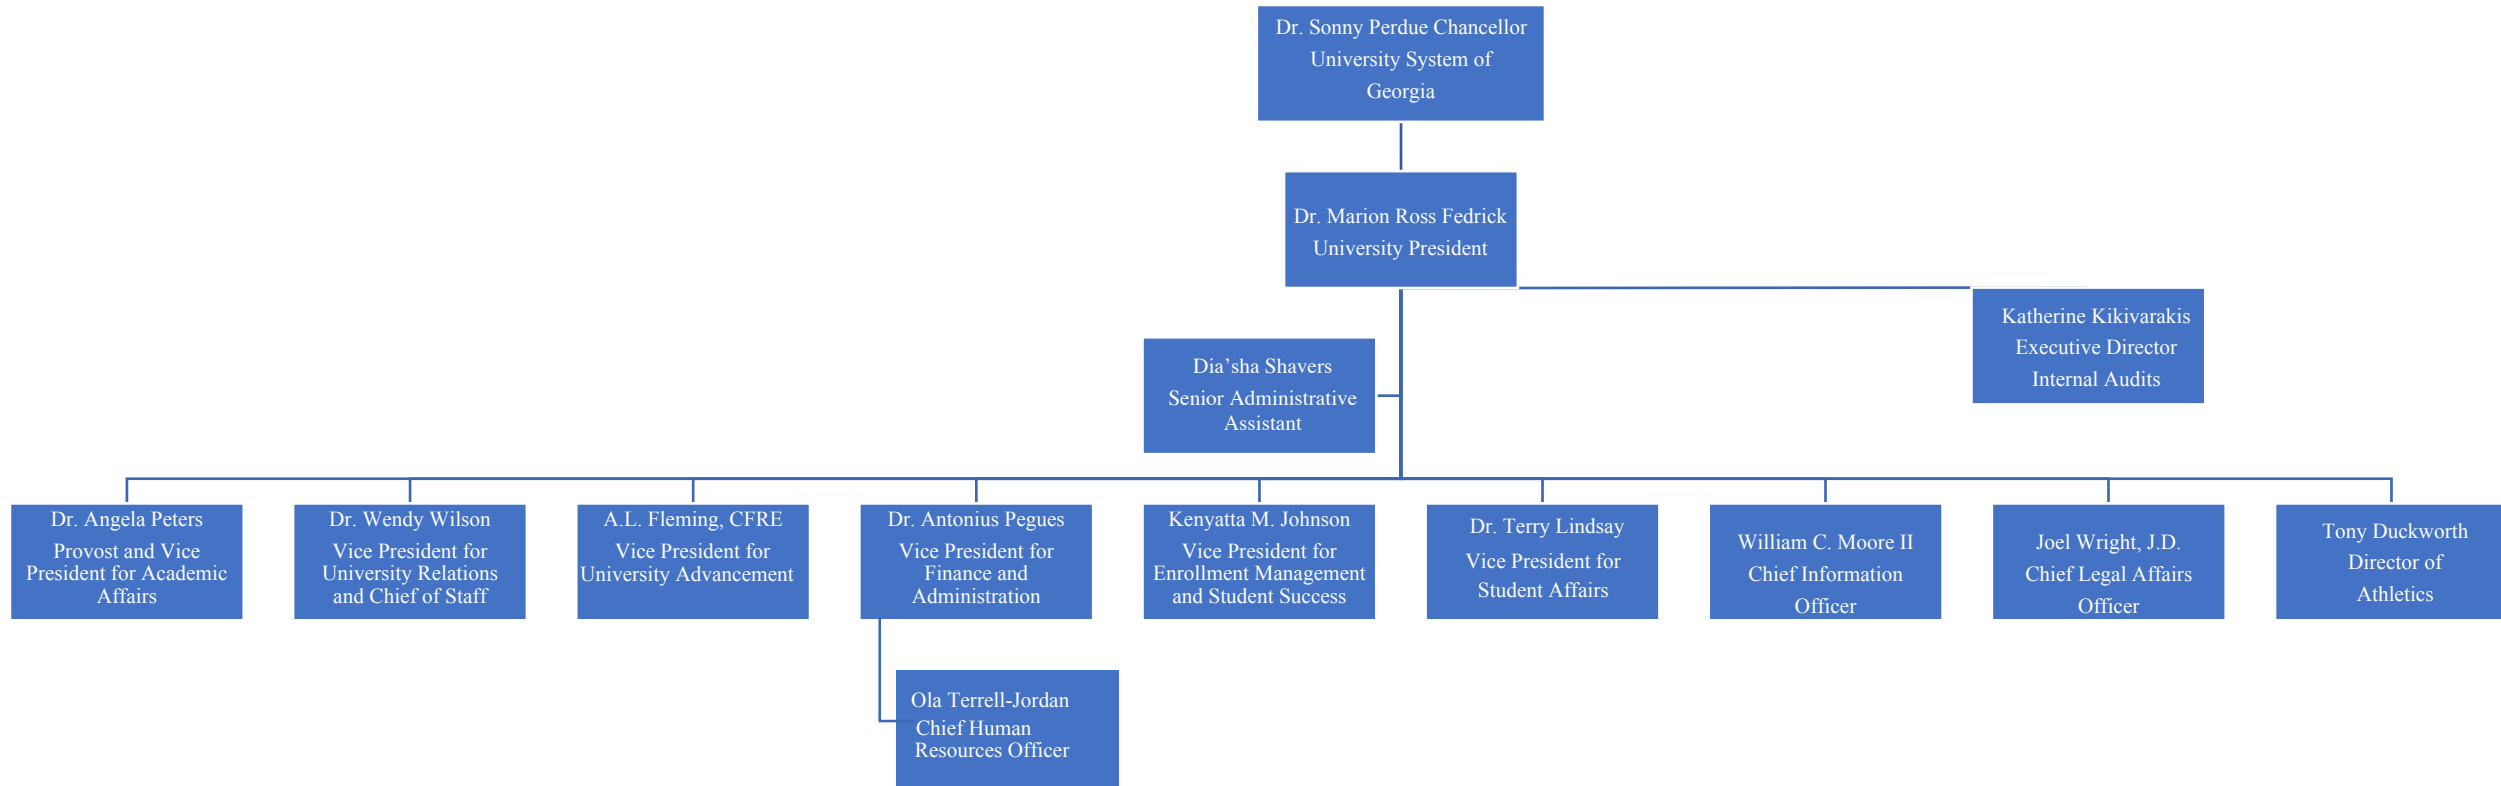 Dr. Sonny Perdue Chancellor
University System of
Georgia
Dr. Marion Ross Fedrick
University President
Katherine Kikivarakis
Executive Director
Internal Audits
Dia’sha Shavers
Senior Administrative
Assistant
Dr. Angela Peters
Provost and Vice
President for Academic
Affairs
Dr. Wendy Wilson
Vice President for
University Relations
and Chief of Staff
A.L. Fleming, CFRE
Vice President for
University Advancement
Dr. Antonius Pegues
Vice President for
Finance and
Administration
Kenyatta M. Johnson
Vice President for
Enrollment Management
and Student Success
Dr. Terry Lindsay
Vice President for
Student Affairs
William C. Moore II
Chief Information
Officer
Joel Wright, J.D.
Chief Legal Affairs
Officer
Tony Duckworth
Director of
Athletics
Ola Terrell-Jordan
Chief Human
Resources Officer